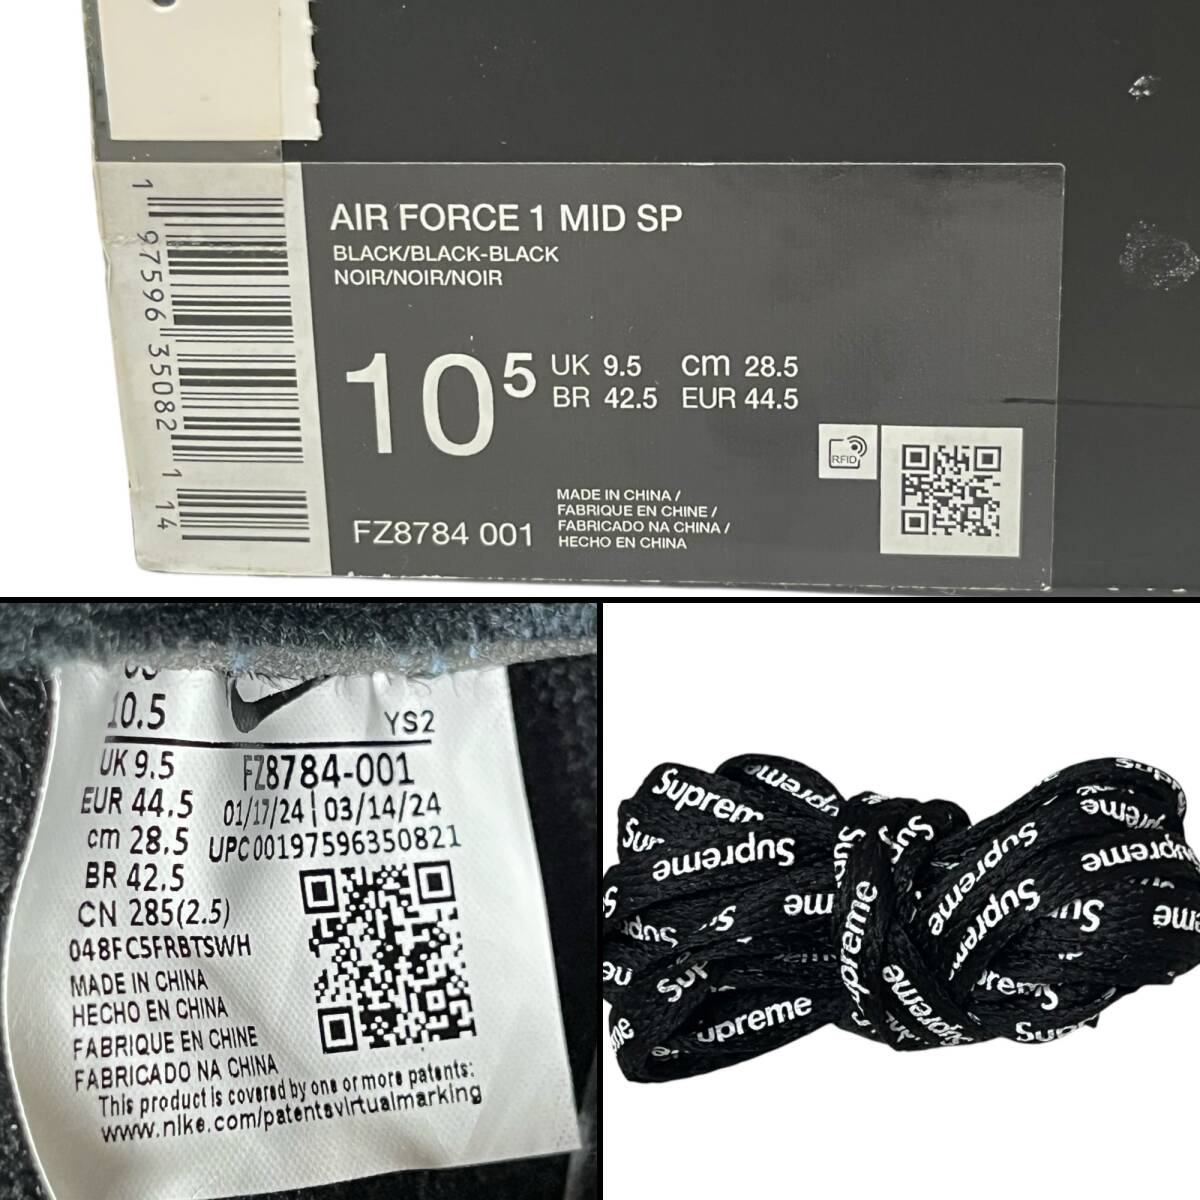 AIR FORCE 1 MID SP
BLACK/BLACK-BLACK
NOIR/NOIR/NOIR
10 5
UK 9.5 cm 28.5
BR 42.5 EUR 44.5
RFID
MADE IN CHINA /
FABRIQUE EN CHINE /
FABRICADO NA CHINA /
HECHO EN CHINA
FZ8784 001
1 97596 35082 1 14
10.5
YS2
UK 9.5
FZ8784-001
EUR 44.5
01/17/24 | 03/14/24
cm 28.5
UPC00197596350821
BR 42.5
CN 285(2.5)
048FC5FRBTSWH
MADE IN CHINA
HECHO EN CHINA
FABRIQUE EN CHINE
FABRICADO NA CHINA
This product is covered by one or more patents:
www.nike.com/patentsvirtualmarking
Supreme
Supreme
Supreme
Supreme
Supreme
Supreme
Supreme